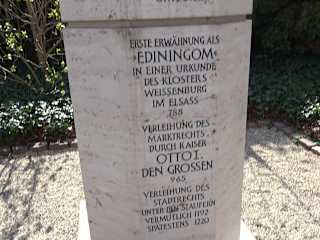 ERSTE ERWÄHNUNG ALS
"EDININGOM"
IN EINER URKUNDE
DES KLOSTERS
WEISSENBURG
IM ELSASS
788
VERLEIHUNG DES
MARKTRECHTS
DURCH KAISER
OTTO I.
DEN GROSSEN
965
VERLEIHUNG DES
STADTRECHTS
UNTER DEN STAUFERN
VERMUTLICH 1192
SPÄTESTENS 1220